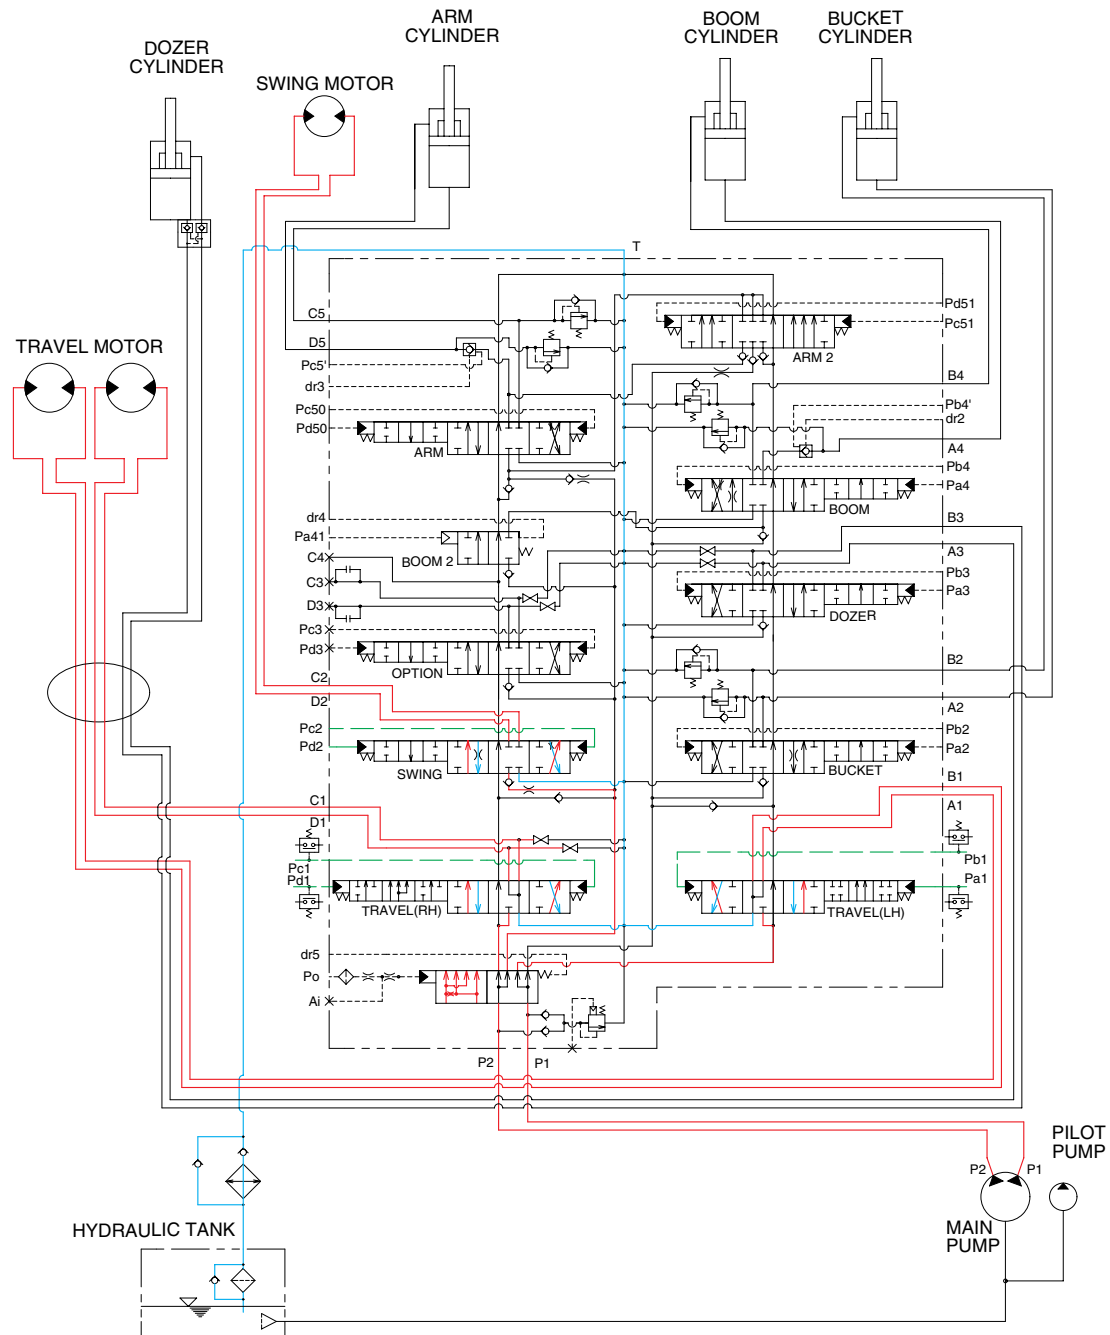 ARM
CYLINDER
BOOM
CYLINDER
BUCKET
CYLINDER
DOZER
CYLINDER
SWING MOTOR
TRAVEL MOTOR
T
C5
D5
Pc5'
dr3
Pc50
Pd50
ARM
dr4
Pa41
BOOM 2
C4
C3
D3
Pc3
Pd3
OPTION
C2
D2
Pc2
Pd2
SWING
C1
D1
Pc1
Pd1
TRAVEL(RH)
dr5
Po
Ai
Pd51
Pc51
ARM 2
B4
Pb4'
dr2
A4
Pb4
Pa4
BOOM
B3
A3
Pb3
Pa3
DOZER
B2
A2
Pb2
Pa2
BUCKET
B1
A1
Pb1
Pa1
TRAVEL(LH)
P2
P1
P2
P1
PILOT
PUMP
MAIN
PUMP
HYDRAULIC TANK